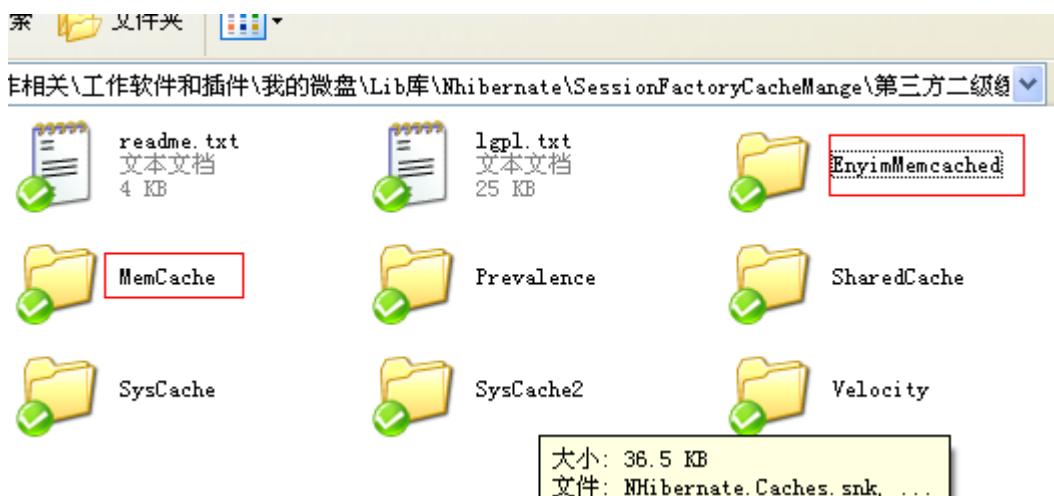 索 文件夹
作相关\工作软件和插件\我的微盘\Lib库\Nhibernate\SessionFactoryCacheMange\第三方二级缓
readme.txt
文本文档
4 KB
lgpl.txt
文本文档
25 KB
EnyimMemcached
MemCache
Prevalence
SharedCache
SysCache
SysCache2
Velocity
大小: 36.5 KB
文件: NHibernate.Caches.snk, ...